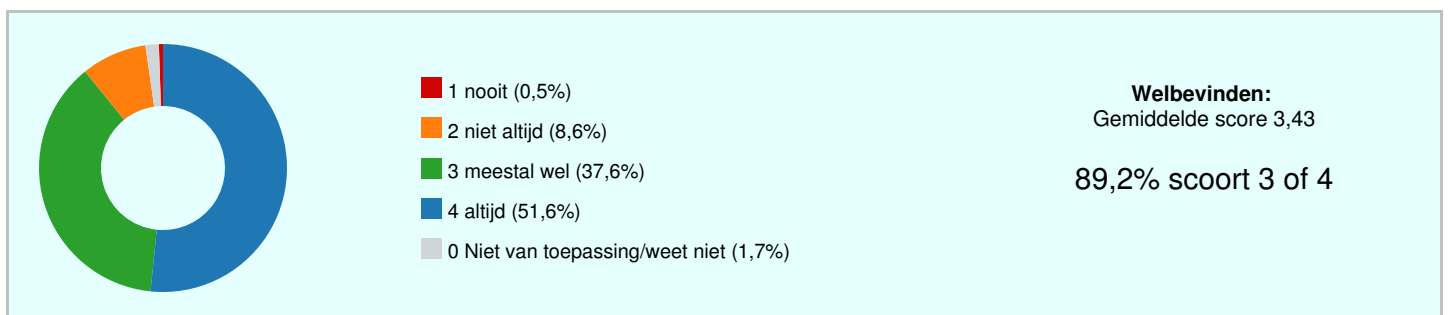 1 nooit (0,5%)
2 niet altijd (8,6%)
3 meestal wel (37,6%)
4 altijd (51,6%)
0 Niet van toepassing/weet niet (1,7%)
Welbevinden:
Gemiddelde score 3,43
89,2% scoort 3 of 4